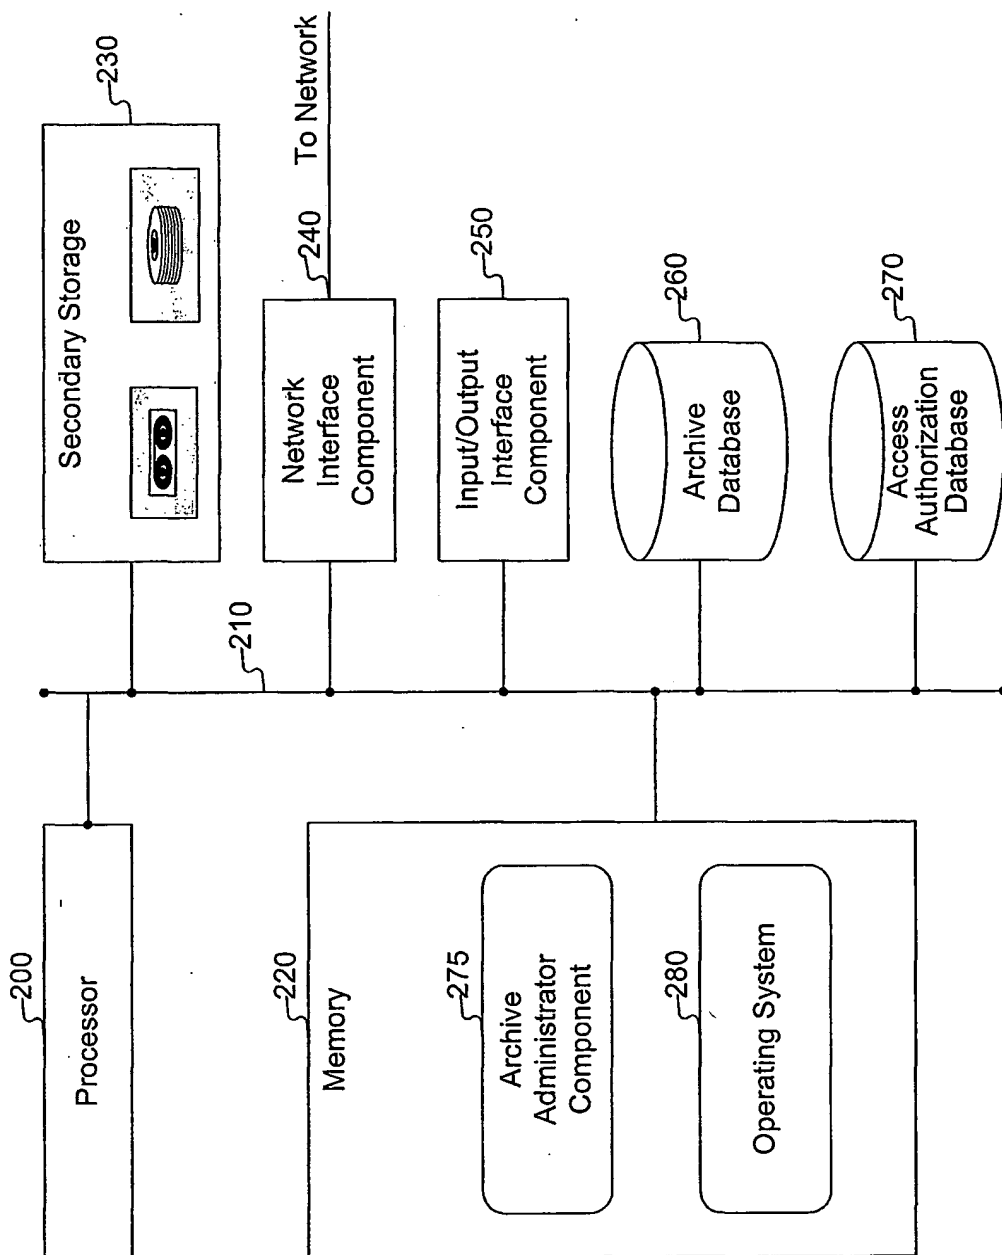 200
Processor
220
Memory
275
Archive
Administrator
Component
280
Operating System
210
230
Secondary Storage
240
To Network
Network
Interface
Component
250
Input/Output
Interface
Component
260
Archive
Database
270
Access
Authorization
Database